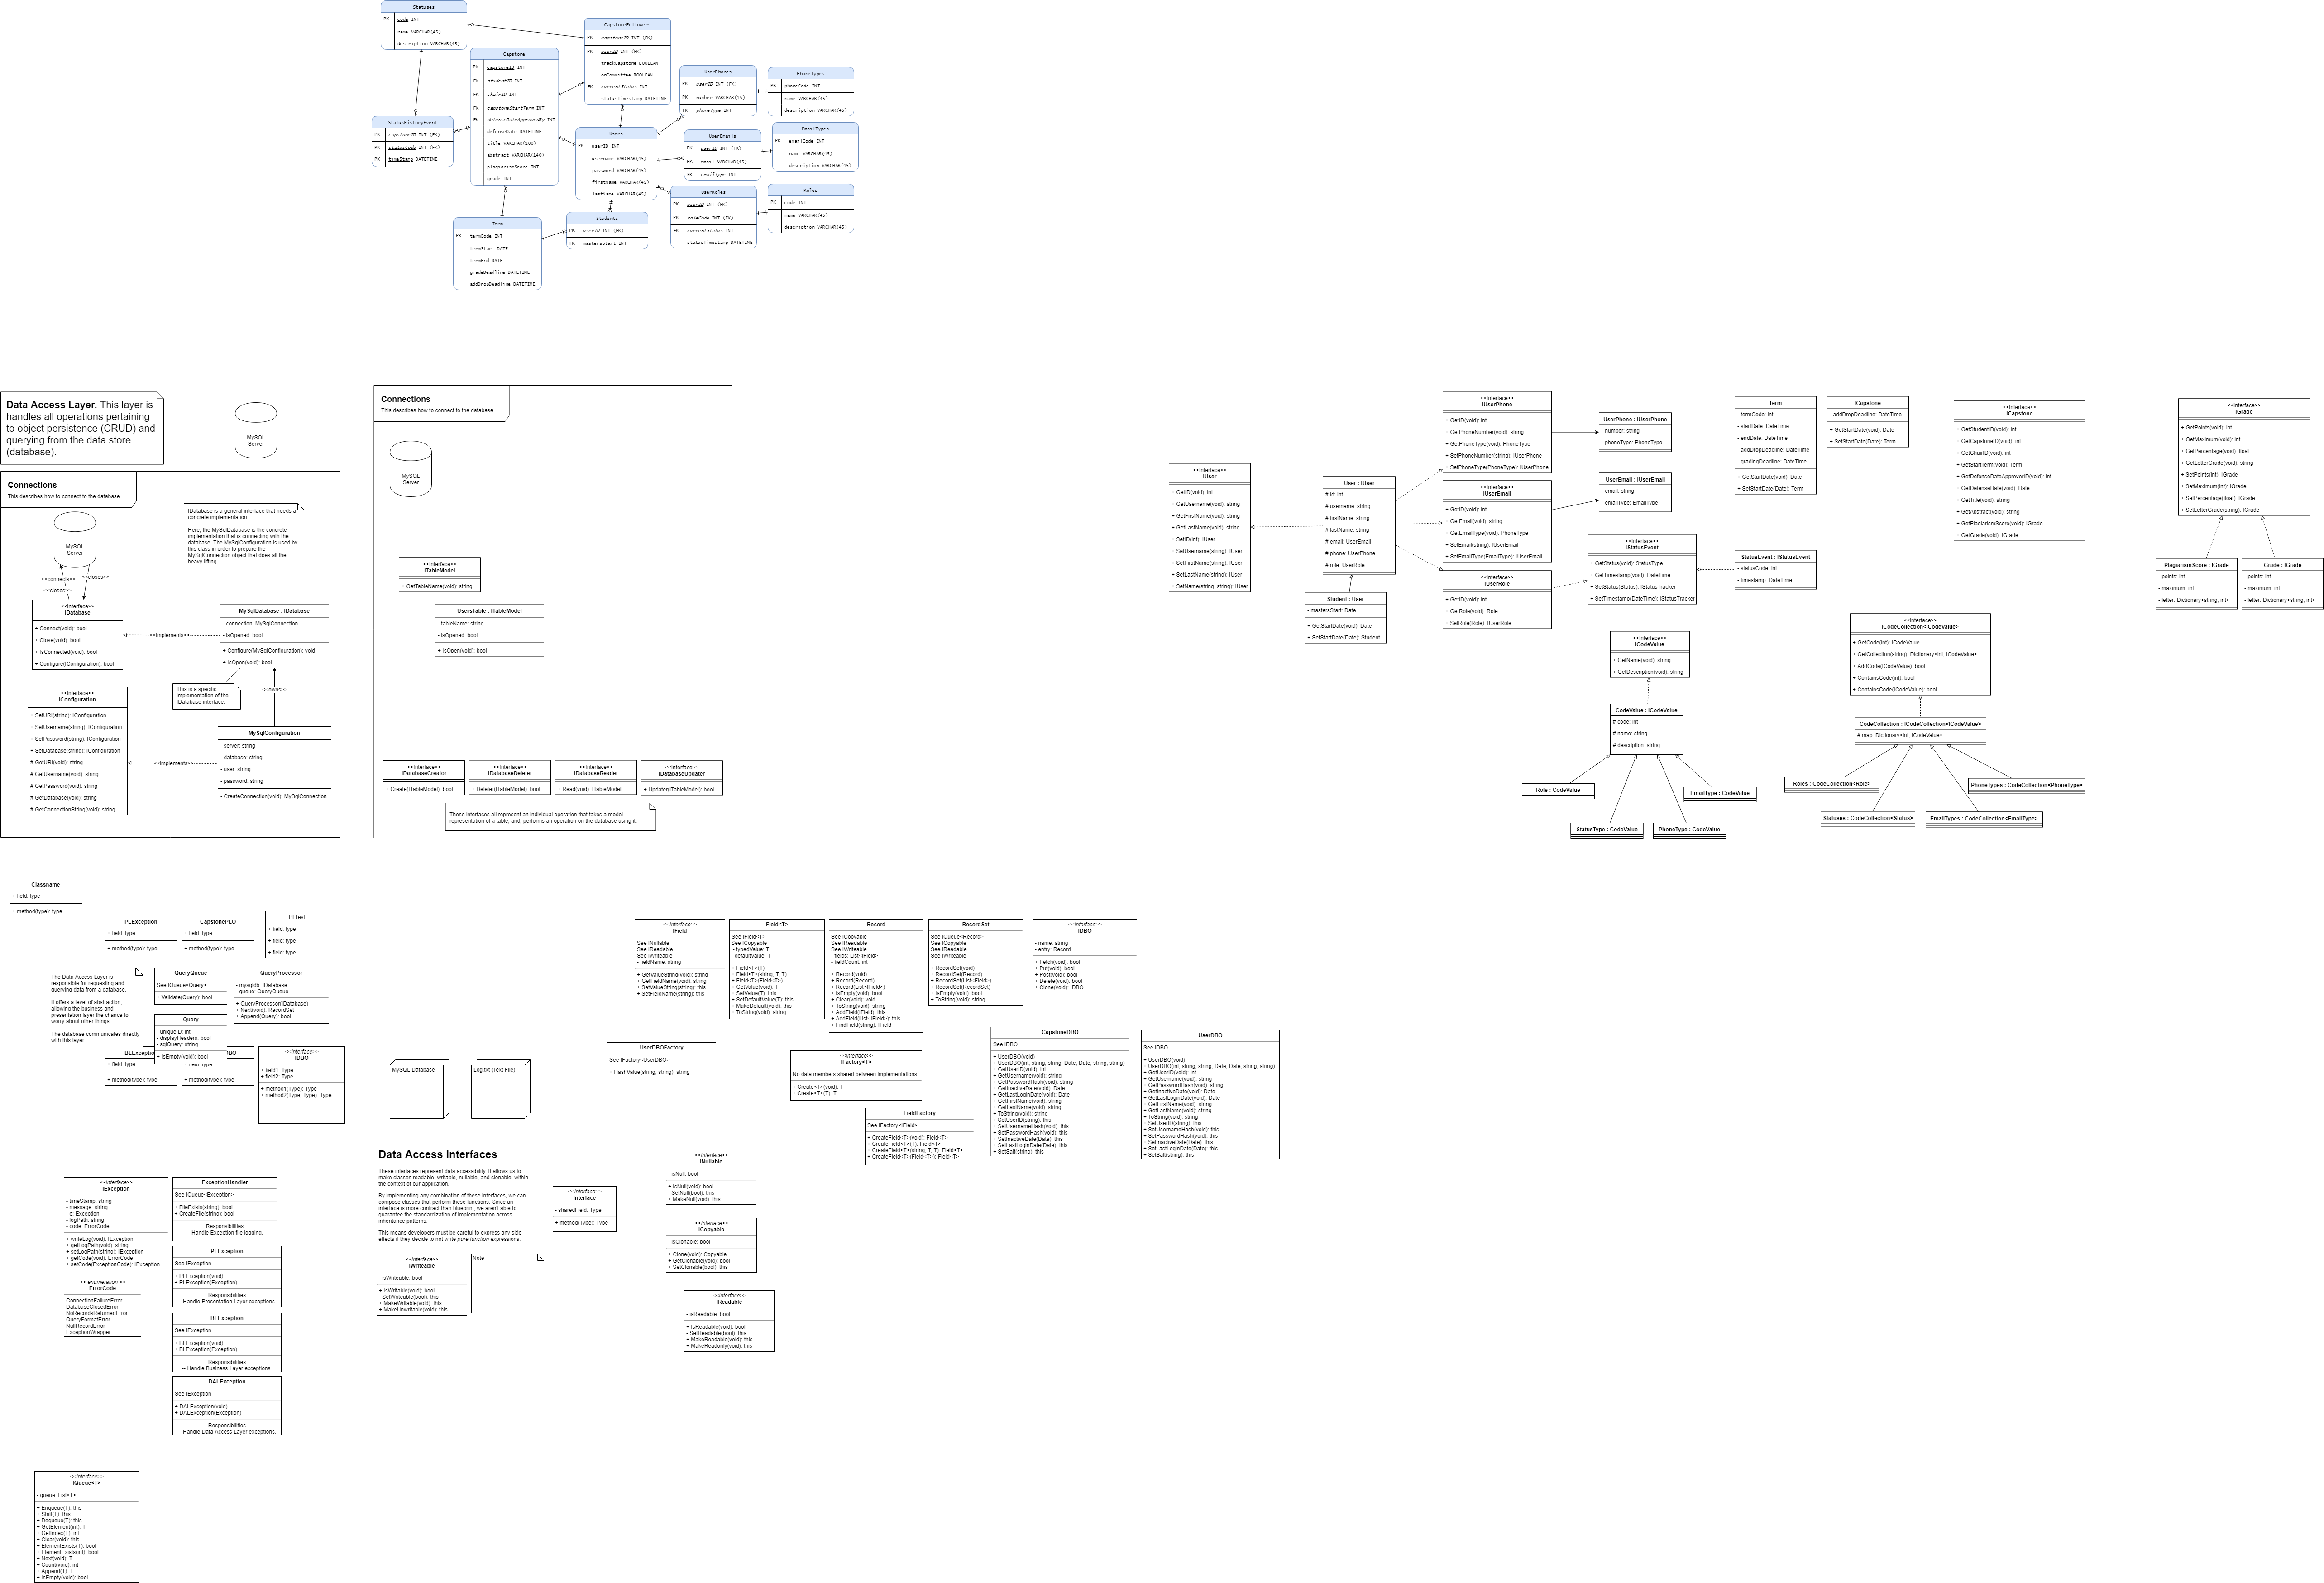 Statuses
PK code INT
name VARCHAR(45)
description VARCHAR(45)
CapstoneFollowers
PK capstoneID INT (FK)
PK userID INT (FK)
trackCapstone BOOLEAN
onCommittee BOOLEAN
FK currentStatus INT
statusTimestamp DATETIME
Capstone
PK capstoneID INT
FK studentID INT
FK chairID INT
FK capstoneStartTerm INT
FK defenseDateApprovedBy INT
defenseDate DATETIME
title VARCHAR(100)
abstract VARCHAR(140)
plagiarismScore INT
grade INT
UserPhones
PK userID INT (FK)
PK number VARCHAR(15)
FK phoneType INT
PhoneTypes
PK phoneCode INT
name VARCHAR(45)
description VARCHAR(45)
StatusHistoryEvent
PK capstoneID INT (FK)
PK statusCode INT (FK)
PK timeStamp DATETIME
Users
PK userID INT
username VARCHAR(45)
password VARCHAR(45)
firstName VARCHAR(45)
lastName VARCHAR(45)
UserEmails
PK userID INT (FK)
PK email VARCHAR(45)
FK emailType INT
EmailTypes
PK emailCode INT
name VARCHAR(45)
description VARCHAR(45)
UserRoles
PK userID INT (FK)
PK roleCode INT (FK)
FK currentStatus INT
statusTimestamp DATETIME
Roles
PK code INT
name VARCHAR(45)
description VARCHAR(45)
Term
PK termCode INT
termStart DATE
termEnd DATE
gradeDeadline DATETIME
addDropDeadline DATETIME
Students
PK userID INT (FK)
FK mastersStart INT
Data Access Layer. This layer is
handles all operations pertaining
to object persistence (CRUD) and
querying from the data store
(database).
MySQL
Server
Connections
This describes how to connect to the database.
MySQL
Server
IDatabase is a general interface that needs a
concrete implementation.
Here, the MySqlDatabase is the concrete
implementation that is connecting with the
database. The MySqlConfiguration is used by
this class in order to prepare the
MySqlConnection object that does all the
heavy lifting.
<<connects>>
<<closes>>
<<closes>>
<<Interface>>
IDatabase
+ Connect(void): bool
+ Close(void): bool
+ IsConnected(void): bool
+ Configure(IConfiguration): bool
<<implements>>
MySqlDatabase : IDatabase
- connection: MySqlConnection
- isOpened: bool
+ Configure(MySqlConfiguration): void
+ IsOpen(void): bool
This is a specific
implementation of the
IDatabase interface.
<<owns>>
<<Interface>>
IConfiguration
+ SetURI(string): IConfiguration
+ SetUsername(string): IConfiguration
+ SetPassword(string): IConfiguration
+ SetDatabase(string): IConfiguration
# GetURI(void): string
# GetUsername(void): string
# GetPassword(void): string
# GetDatabase(void): string
# GetConnectionString(void): string
<<implements>>
MySqlConfiguration
- server: string
- database: string
- user: string
- password: string
- CreateConnection(void): MySqlConnection
Connections
This describes how to connect to the database.
MySQL
Server
<<Interface>>
ITableModel
+ GetTableName(void): string
UsersTable : ITableModel
- tableName: string
- isOpened: bool
+ IsOpen(void): bool
<<Interface>>
IDatabaseCreator
+ Create(ITableModel): bool
<<Interface>>
IDatabaseDeleter
+ Deleter(ITableModel): bool
<<Interface>>
IDatabaseReader
+ Read(void): ITableModel
<<Interface>>
IDatabaseUpdater
+ Updater(ITableModel): bool
These interfaces all represent an individual operation that takes a model
representation of a table, and, performs an operation on the database using it.
<<Interface>>
IUser
+ GetID(void): int
+ GetUsername(void): string
+ GetFirstName(void): string
+ GetLastName(void): string
+ SetID(int): IUser
+ SetUsername(string): IUser
+ SetFirstName(string): IUser
+ SetLastName(string): IUser
+ SetName(string, string): IUser
User : IUser
# id: int
# username: string
# firstName: string
# lastName: string
# email: UserEmail
# phone: UserPhone
# role: UserRole
Student : User
- mastersStart: Date
+ GetStartDate(void): Date
+ SetStartDate(Date): Student
<<Interface>>
IUserPhone
+ GetID(void): int
+ GetPhoneNumber(void): string
+ GetPhoneType(void): PhoneType
+ SetPhoneNumber(string): IUserPhone
+ SetPhoneType(PhoneType): IUserPhone
<<Interface>>
IUserEmail
+ GetID(void): int
+ GetEmail(void): string
+ GetEmailType(void): PhoneType
+ SetEmail(string): IUserEmail
+ SetEmailType(EmailType): IUserEmail
<<Interface>>
IUserRole
+ GetID(void): int
+ GetRole(void): Role
+ SetRole(Role): IUserRole
UserPhone : IUserPhone
- number: string
- phoneType: PhoneType
UserEmail : IUserEmail
- email: string
- emailType: EmailType
<<Interface>>
IStatusEvent
+ GetStatus(void): StatusType
+ GetTimestamp(void): DateTime
+ SetStatus(Status): IStatusTracker
+ SetTimestamp(DateTime): IStatusTracker
StatusEvent : IStatusEvent
- statusCode: int
- timestamp: DateTime
Term
- termCode: int
- startDate: DateTime
- endDate: DateTime
- addDropDeadline: DateTime
- gradingDeadline: DateTime
+ GetStartDate(void): Date
+ SetStartDate(Date): Term
ICapstone
- addDropDeadline: DateTime
+ GetStartDate(void): Date
+ SetStartDate(Date): Term
<<Interface>>
ICapstone
+ GetStudentID(void): int
+ GetCapstoneID(void): int
+ GetChairID(void): int
+ GetStartTerm(void): Term
+ GetDefenseDateApproverID(void): int
+ GetDefenseDate(void): Date
+ GetTitle(void): string
+ GetAbstract(void): string
+ GetPlagiarismScore(void): IGrade
+ GetGrade(void): IGrade
<<Interface>>
IGrade
+ GetPoints(void): int
+ GetMaximum(void): int
+ GetPercentage(void): float
+ GetLetterGrade(void): string
+ SetPoints(int): IGrade
+ SetMaximum(int): IGrade
+ SetPercentage(float): IGrade
+ SetLetterGrade(string): IGrade
PlagiarismScore : IGrade
- points: int
- maximum: int
- letter: Dictionary<string, int>
Grade : IGrade
- points: int
- maximum: int
- letter: Dictionary<string, int>
<<Interface>>
ICodeValue
+ GetName(void): string
+ GetDescription(void): string
CodeValue : ICodeValue
# code: int
# name: string
# description: string
Role : CodeValue
StatusType : CodeValue
PhoneType : CodeValue
EmailType : CodeValue
<<Interface>>
ICodeCollection<ICodeValue>
+ GetCode(int): ICodeValue
+ GetCollection(string): Dictionary<int, ICodeValue>
+ AddCode(ICodeValue): bool
+ ContainsCode(int): bool
+ ContainsCode(ICodeValue): bool
CodeCollection : ICodeCollection<ICodeValue>
# map: Dictionary<int, ICodeValue>
Roles : CodeCollection<Role>
Statuses : CodeCollection<Status>
EmailTypes : CodeCollection<EmailType>
PhoneTypes : CodeCollection<PhoneType>
Classname
+ field: type
+ method(type): type
PLException
+ field: type
+ method(type): type
CapstonePLO
+ field: type
+ method(type): type
PLTest
+ field: type
+ field: type
+ field: type
The Data Access Layer is
responsible for requesting and
querying data from a database.
It offers a level of abstraction,
allowing the business and
presentation layer the chance to
worry about other things.
The database communicates directly
with this layer.
QueryQueue
See IQueue<Query>
+ Validate(Query): bool
QueryProcessor
- mysqldb: IDatabase
- queue: QueryQueue
+ QueryProcessor(IDatabase)
+ Next(void): RecordSet
+ Append(Query): bool
Query
- uniqueID: int
- displayHeaders: bool
- sqlQuery: string
+ IsEmpty(void): bool
BLException
+ field: type
+ method(type): type
+ method(type): type
<<Interface>>
IDBO
+ field1: Type
+ field2: Type
+ method1(Type): Type
+ method2(Type, Type): Type
MySQL Database
Log.txt (Text File)
<<Interface>>
IField
See INullable
See IReadable
See IWriteable
- fieldName: string
+ GetValueString(void): string
+ GetFieldName(void): string
+ SetValueString(string): this
+ SetFieldName(string): this
Field<T>
See IField<T>
See ICopyable
- typedValue: T
- defaultValue: T
+ Field<T>(T)
+ Field<T>(string, T, T)
+ Field<T>(Field<T>)
+ GetValue(void): T
+ SetValue(T): this
+ SetDefaultValue(T): this
+ MakeDefault(void): this
+ ToString(void): string
Record
See ICopyable
See IReadable
See IWriteable
- fields: List<IField>
- fieldCount: int
+ Record(void)
+ Record(Record)
+ Record(List<IField>)
+ IsEmpty(void): bool
+ Clear(void): void
+ ToString(void): string
+ AddField(IField): this
+ AddField(List<IField>): this
+ FindField(string): IField
RecordSet
See IQueue<Record>
See ICopyable
See IReadable
See IWriteable
+ RecordSet(void)
+ RecordSet(Record)
+ RecordSet(List<Field>)
+ RecordSet(RecordSet)
+ IsEmpty(void): bool
+ ToString(void): string
<<Interface>>
IDBO
- name: string
- entry: Record
+ Fetch(void): bool
+ Put(void): bool
+ Post(void): bool
+ Delete(void): bool
+ Clone(void): IDBO
UserDBOFactory
See IFactory<UserDBO>
+ HashValue(string, string): string
<<Interface>>
IFactory<T>
No data members shared between implementations.
+ Create<T>(void): T
+ Create<T>(T): T
CapstoneDBO
See IDBO
+ UserDBO(void)
+ UserDBO(int, string, string, Date, Date, string, string)
+ GetUserID(void): int
+ GetUsername(void): string
+ GetPasswordHash(void): string
+ GetInactiveDate(void): Date
+ GetLastLoginDate(void): Date
+ GetFirstName(void): string
+ GetLastName(void): string
+ ToString(void): string
+ SetUserID(string): this
+ SetUsernameHash(void): this
+ SetPasswordHash(void): this
+ SetInactiveDate(Date): this
+ SetLastLoginDate(Date): this
+ SetSalt(string): this
UserDBO
See IDBO
+ UserDBO(void)
+ UserDBO(int, string, string, Date, Date, string, string)
+ GetUserID(void): int
+ GetUsername(void): string
+ GetPasswordHash(void): string
+ GetInactiveDate(void): Date
+ GetLastLoginDate(void): Date
+ GetFirstName(void): string
+ GetLastName(void): string
+ ToString(void): string
+ SetUserID(string): this
+ SetUsernameHash(void): this
+ SetPasswordHash(void): this
+ SetInactiveDate(Date): this
+ SetLastLoginDate(Date): this
+ SetSalt(string): this
FieldFactory
See IFactory<IField>
+ CreateField<T>(void): Field<T>
+ CreateField<T>(T): Field<T>
+ CreateField<T>(string, T, T): Field<T>
+ CreateField<T>(Field<T>): Field<T>
Data Access Interfaces
These interfaces represent data accessibility. It allows us to
make classes readable, writable, nullable, and clonable, within
the context of our application.
By implementing any combination of these interfaces, we can
compose classes that perform these functions. Since an
interface is more contract than blueprint, we aren't able to
guarantee the standardization of implementation across
inheritance patterns.
This means developers must be careful to express any side
effects if they decide to not write pure function expressions.
<<Interface>>
IWriteable
- isWriteable: bool
+ IsWritable(void): bool
- SetWriteable(bool): this
+ MakeWritable(void): this
+ MakeUnwritable(void): this
Note
<<Interface>>
Interface
- sharedField: Type
+ method(Type): Type
<<Interface>>
INullable
- isNull: bool
+ IsNull(void): bool
- SetNull(bool): this
+ MakeNull(void): this
<<Interface>>
ICopyable
- isClonable: bool
+ Clone(void): Copyable
+ GetClonable(void): bool
+ SetClonable(bool): this
<<Interface>>
IReadable
- isReadable: bool
+ IsReadable(void): bool
- SetReadable(bool): this
+ MakeReadable(void): this
+ MakeReadonly(void): this
<<Interface>>
IException
- timeStamp: string
- message: string
- e: Exception
- logPath: string
- code: ErrorCode
+ writeLog(void): IException
+ getLogPath(void): string
+ setLogPath(string): IException
+ getCode(void): ErrorCode
+ setCode(ExceptionCode): IException
<< enumeration >>
ErrorCode
ConnectionFailureError
DatabaseClosedError
NoRecordsReturnedError
QueryFormatError
NullRecordError
ExceptionWrapper
ExceptionHandler
See IQueue<Exception>
+ FileExists(string): bool
+ CreateFile(string): bool
Responsibilities
-- Handle Exception file logging.
PLException
See IException
+ PLException(void)
+ PLException(Exception)
Responsibilities
-- Handle Presentation Layer exceptions.
BLException
See IException
+ BLException(void)
+ BLException(Exception)
Responsibilities
-- Handle Business Layer exceptions.
DALException
See IException
+ DALException(void)
+ DALException(Exception)
Responsibilities
-- Handle Data Access Layer exceptions.
<<Interface>>
IQueue<T>
- queue: List<T>
+ Enqueue(T): this
+ Shift(T): this
+ Dequeue(T): this
+ GetElement(int): T
+ GetIndex(T): int
+ Clear(void): this
+ ElementExists(T): bool
+ ElementExists(int): bool
+ Next(void): T
+ Count(void): int
+ Append(T): T
+ IsEmpty(void): bool